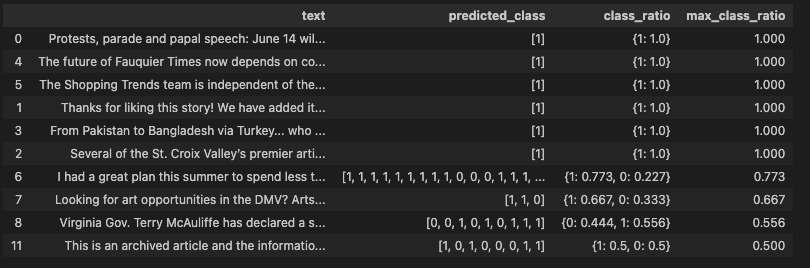 text predicted_class class_ratio max_class_ratio
0 Protests, parade and papal speech: June 14 wil... [1] {1: 1.0} 1.000
4 The future of Fauquier Times now depends on co... [1] {1: 1.0} 1.000
5 The Shopping Trends team is independent of the... [1] {1: 1.0} 1.000
1 Thanks for liking this story! We have added it... [1] {1: 1.0} 1.000
3 From Pakistan to Bangladesh via Turkey... who ... [1] {1: 1.0} 1.000
2 Several of the St. Croix Valley’s premier arti... [1] {1: 1.0} 1.000
6 I had a great plan this summer to spend less t... [1, 1, 1, 1, 1, 1, 1, 1, 0, 0, 0, 1, 1, 1, ... {1: 0.773, 0: 0.227} 0.773
7 Looking for art opportunities in the DMV? Arts... [1, 1, 0] {1: 0.667, 0: 0.333} 0.667
8 Virginia Gov. Terry McAuliffe has declared a s... [0, 0, 1, 0, 1, 0, 1, 1, 1] {0: 0.444, 1: 0.556} 0.556
11 This is an archived article and the informatio... [1, 0, 1, 0, 0, 0, 1, 1] {1: 0.5, 0: 0.5} 0.500